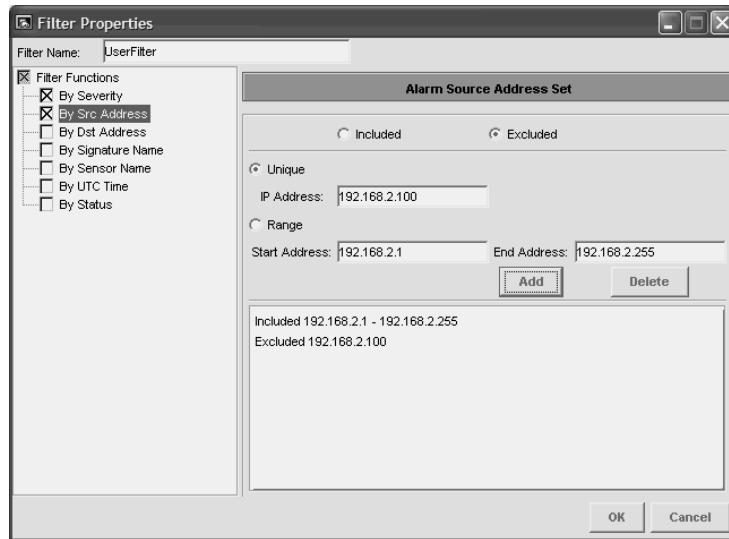 Filter Properties
Filter Name: UserFilter
Filter Functions
By Severity
By Src Address
By Dst Address
By Signature Name
By Sensor Name
By UTC Time
By Status
Alarm Source Address Set
Included Excluded
Unique
IP Address: 192.168.2.100
Range
Start Address: 192.168.2.1 End Address: 192.168.2.255
Add Delete
Included 192.168.2.1 - 192.168.2.255
Excluded 192.168.2.100
OK Cancel